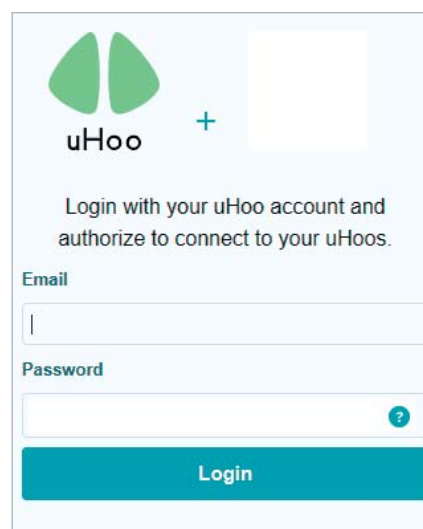 uHoo
+
Login with your uHoo account and
authorize to connect to your uHoos.
Email
Password
?
Login